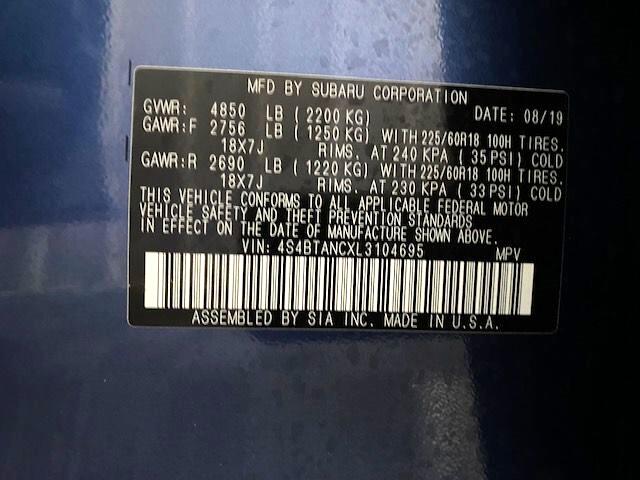 MFD BY SUBARU CORPORATION
GVWR: 4850 LB ( 2200 KG) DATE: 08/19
GAWR:F 2756 LB ( 1250 KG) WITH 225/60R18 100H TIRES.
18X7J RIMS. AT 240 KPA ( 35 PSI) COLD
GAWR:R 2690 LB ( 1220 KG) WITH 225/60R18 100H TIRES.
18X7J RIMS. AT 230 KPA ( 33 PSI) COLD
THIS VEHICLE CONFORMS TO ALL APPLICABLE FEDERAL MOTOR
VEHICLE SAFETY AND THEFT PREVENTION STANDARDS
IN EFFECT ON THE DATE OF MANUFACTURE SHOWN ABOVE.
VIN: 4S4BTANCXL3104695 MPV
ASSEMBLED BY SIA INC. MADE IN U.S.A.